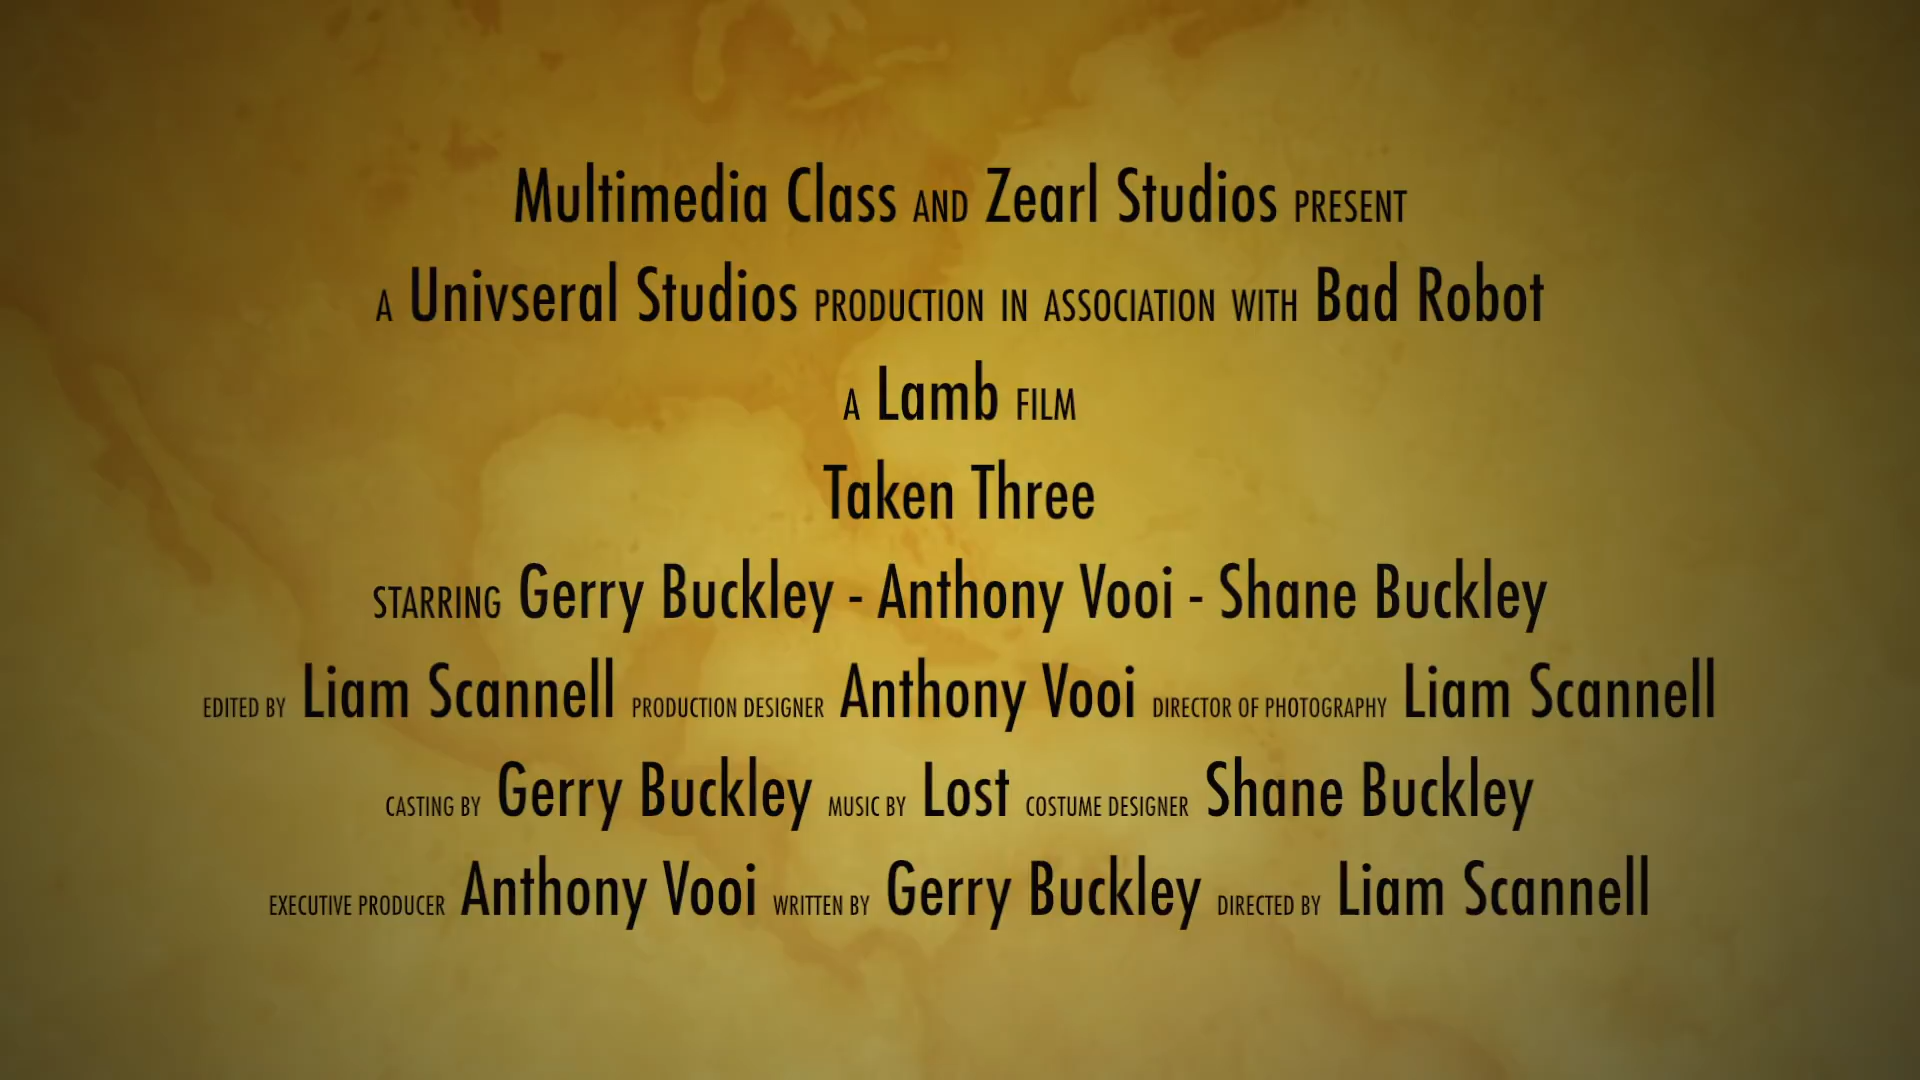 Multimedia Class AND Zearl Studios PRESENT
A Univseral Studios PRODUCTION IN ASSOCIATION WITH Bad Robot
A Lamb FILM
Taken Three
STARRING Gerry Buckley - Anthony Vooi - Shane Buckley
EDITED BY Liam Scannell PRODUCTION DESIGNER Anthony Vooi DIRECTOR OF PHOTOGRAPHY Liam Scannell
CASTING BY Gerry Buckley MUSIC BY Lost COSTUME DESIGNER Shane Buckley
EXECUTIVE PRODUCER Anthony Vooi WRITTEN BY Gerry Buckley DIRECTED BY Liam Scannell